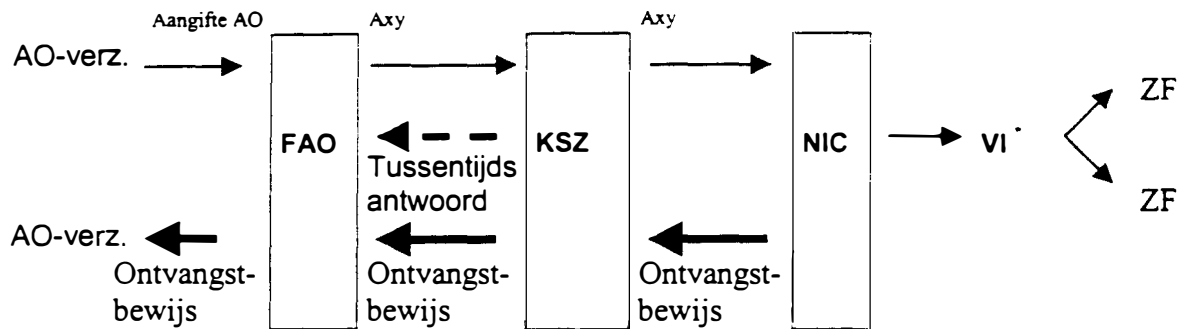 Aangifte AO
Axy
Axy
AO-verz.
ZF
FAO
KSZ
NIC
VI
Tussentijds
antwoord
ZF
AO-verz.
Ontvangst-
bewijs
Ontvangst-
bewijs
Ontvangst-
bewijs